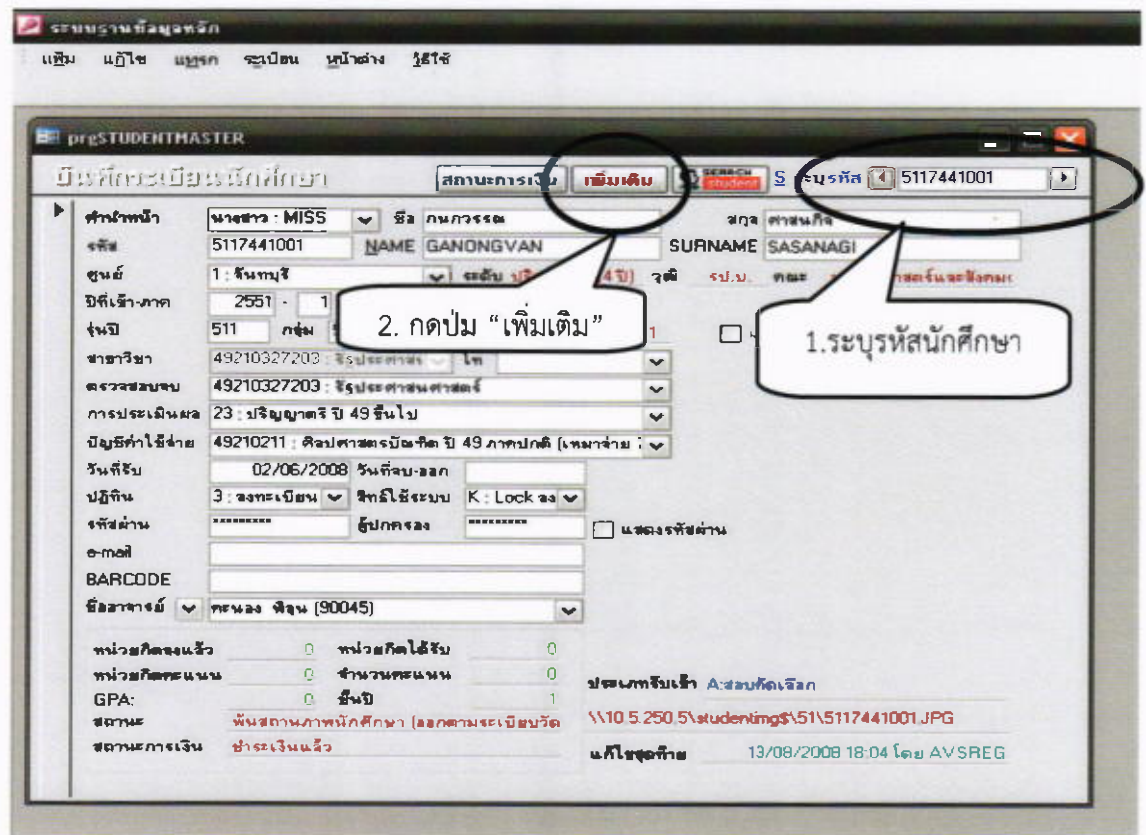 ระบบฐานข้อมูลหลัก
แฟ้ม แก้ไข แทรก ระเบียน หน้าต่าง วิธีใช้
prgSTUDENTMASTER
บันทึกระเบียนนักศึกษา สถานะการเงิน เพิ่มเติม SEARCH student S ระบุรหัส 5117441001
คำนำหน้า นางสาว : MISS ชื่อ กนกวรรณ สกุล ศาสนกิจ
รหัส 5117441001 NAME GANONGVAN SURNAME SASANAGI
ศูนย์ 1 : จันทบุรี ระดับ 4 ปี) วุฒิ รป.บ. คณะ
ปีที่เข้า-ภาค 2551 - 1
รุ่นปี 511 กลุ่ม 1
2. กดปุ่ม “เพิ่มเติม”
1.ระบุรหัสนักศึกษา
สาขาวิชา 49210327203 : รัฐประศาสน โท
ตรวจสอบจบ 49210327203 : รัฐประศาสนศาสตร์
การประเมินผล 23 : ปริญญาตรี ปี 49 ขึ้นไป
บัญชีค่าใช้จ่าย 49210211 : ศิลปศาสตรบัณฑิต ปี 49 ภาคปกติ (เหมาจ่าย
วันที่รับ 02/06/2008 วันที่จบ-ออก
ปฏิทิน 3 : ลงทะเบียน สิทธิ์ใช้ระบบ K : Lock ลง
รหัสผ่าน ********* ผู้ปกครอง ********* แสดงรหัสผ่าน
e-mail
BARCODE
ชื่ออาจารย์ (90045)
หน่วยกิตลงแล้ว 0 หน่วยกิตได้รับ 0
หน่วยกิตคะแนน 0 จำนวนคะแนน 0
ประเภทรับเข้า A:สอบคัดเลือก
GPA: 0 ชั้นปี 1
สถานะ พ้นสถานภาพนักศึกษา (ออกตามระเบียบวัด
\\10.5.250.5\studentimg$\51\5117441001.JPG
สถานะการเงิน ชำระเงินแล้ว
แก้ไขสุดท้าย 13/08/2008 18:04 โดย AVSREG